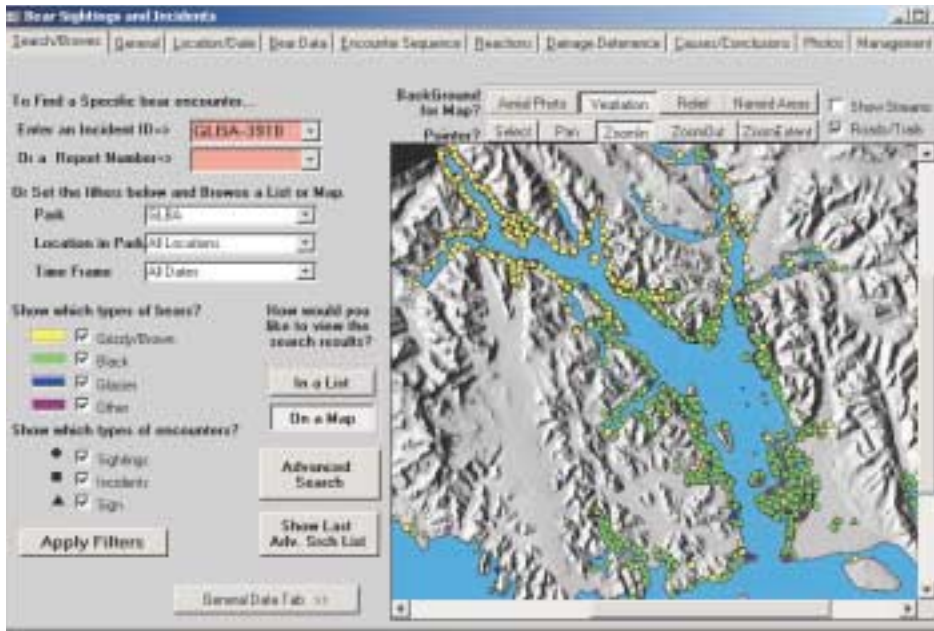 Bear Sightings and Incidents
Search/Browse General Location/Date Bear Data Encounter Sequence Reactions Damage Deterrence Causes/Conclusions Photos Management
To Find a Specific bear encounter...
Enter an Incident ID=> GLBA-3918
Or a Report Number=>
Or Set the filters below and Browse a List or Map
Park GLBA
Location in Park All Locations
Time Frame All Dates
Show which types of bears?
Grizzly/Brown
Black
Glacier
Other
Show which types of encounters?
Sightings
Incidents
Sign
Apply Filters
How would you
like to view the
search results?
In a List
On a Map
Advanced
Search
Show Last
Adv. Srch List
General Data Tab >>
BackGround
for Map? Aerial Photo Vegitation Relief Named Areas Show Streams
Pointer? Select Pan ZoomIn ZoomOut ZoomExtent Roads/Trails